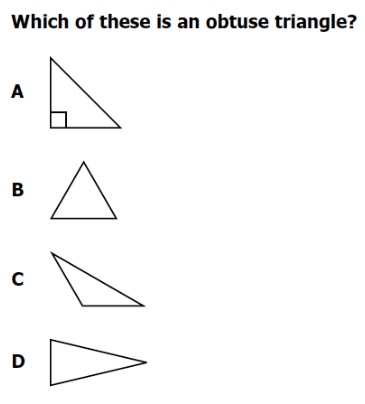 Which of these is an obtuse triangle?
A
B
C
D